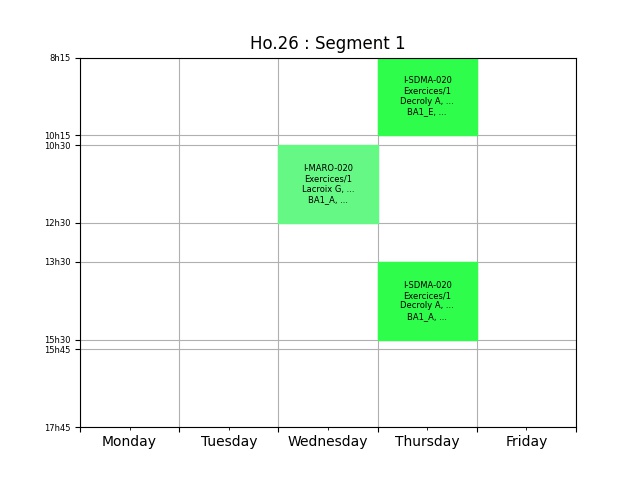 Ho.26 : Segment 1
8h15
I-SDMA-020
Exercices/1
Decroly A, ...
BA1_E, ...
10h15
10h30
I-MARO-020
Exercices/1
Lacroix G, ...
BA1_A, ...
12h30
13h30
I-SDMA-020
Exercices/1
Decroly A, ...
BA1_A, ...
15h30
15h45
17h45
Monday Tuesday Wednesday Thursday Friday